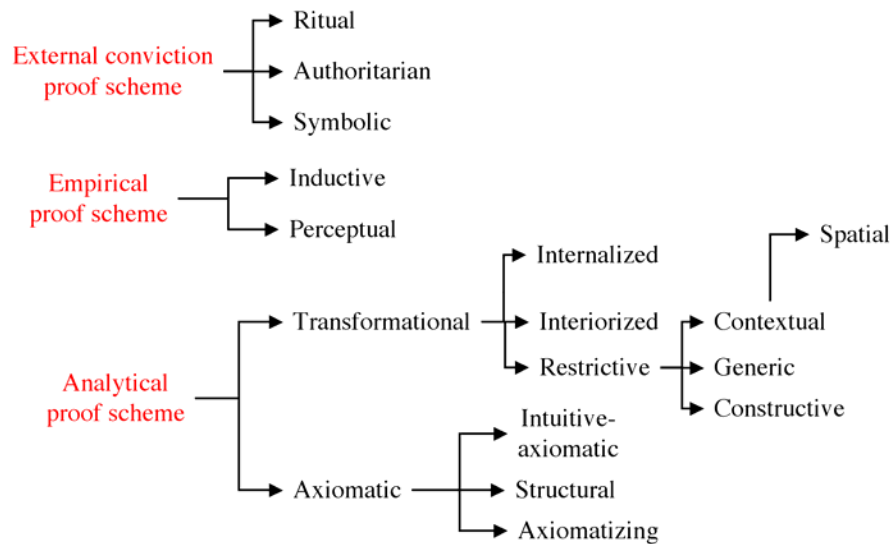 Ritual
External conviction
proof scheme
Authoritarian
Symbolic
Empirical
proof scheme
Inductive
Perceptual
Spatial
Internalized
Transformational
Interiorized
Contextual
Restrictive
Generic
Constructive
Analytical
proof scheme
Intuitive-
axiomatic
Axiomatic
Structural
Axiomatizing